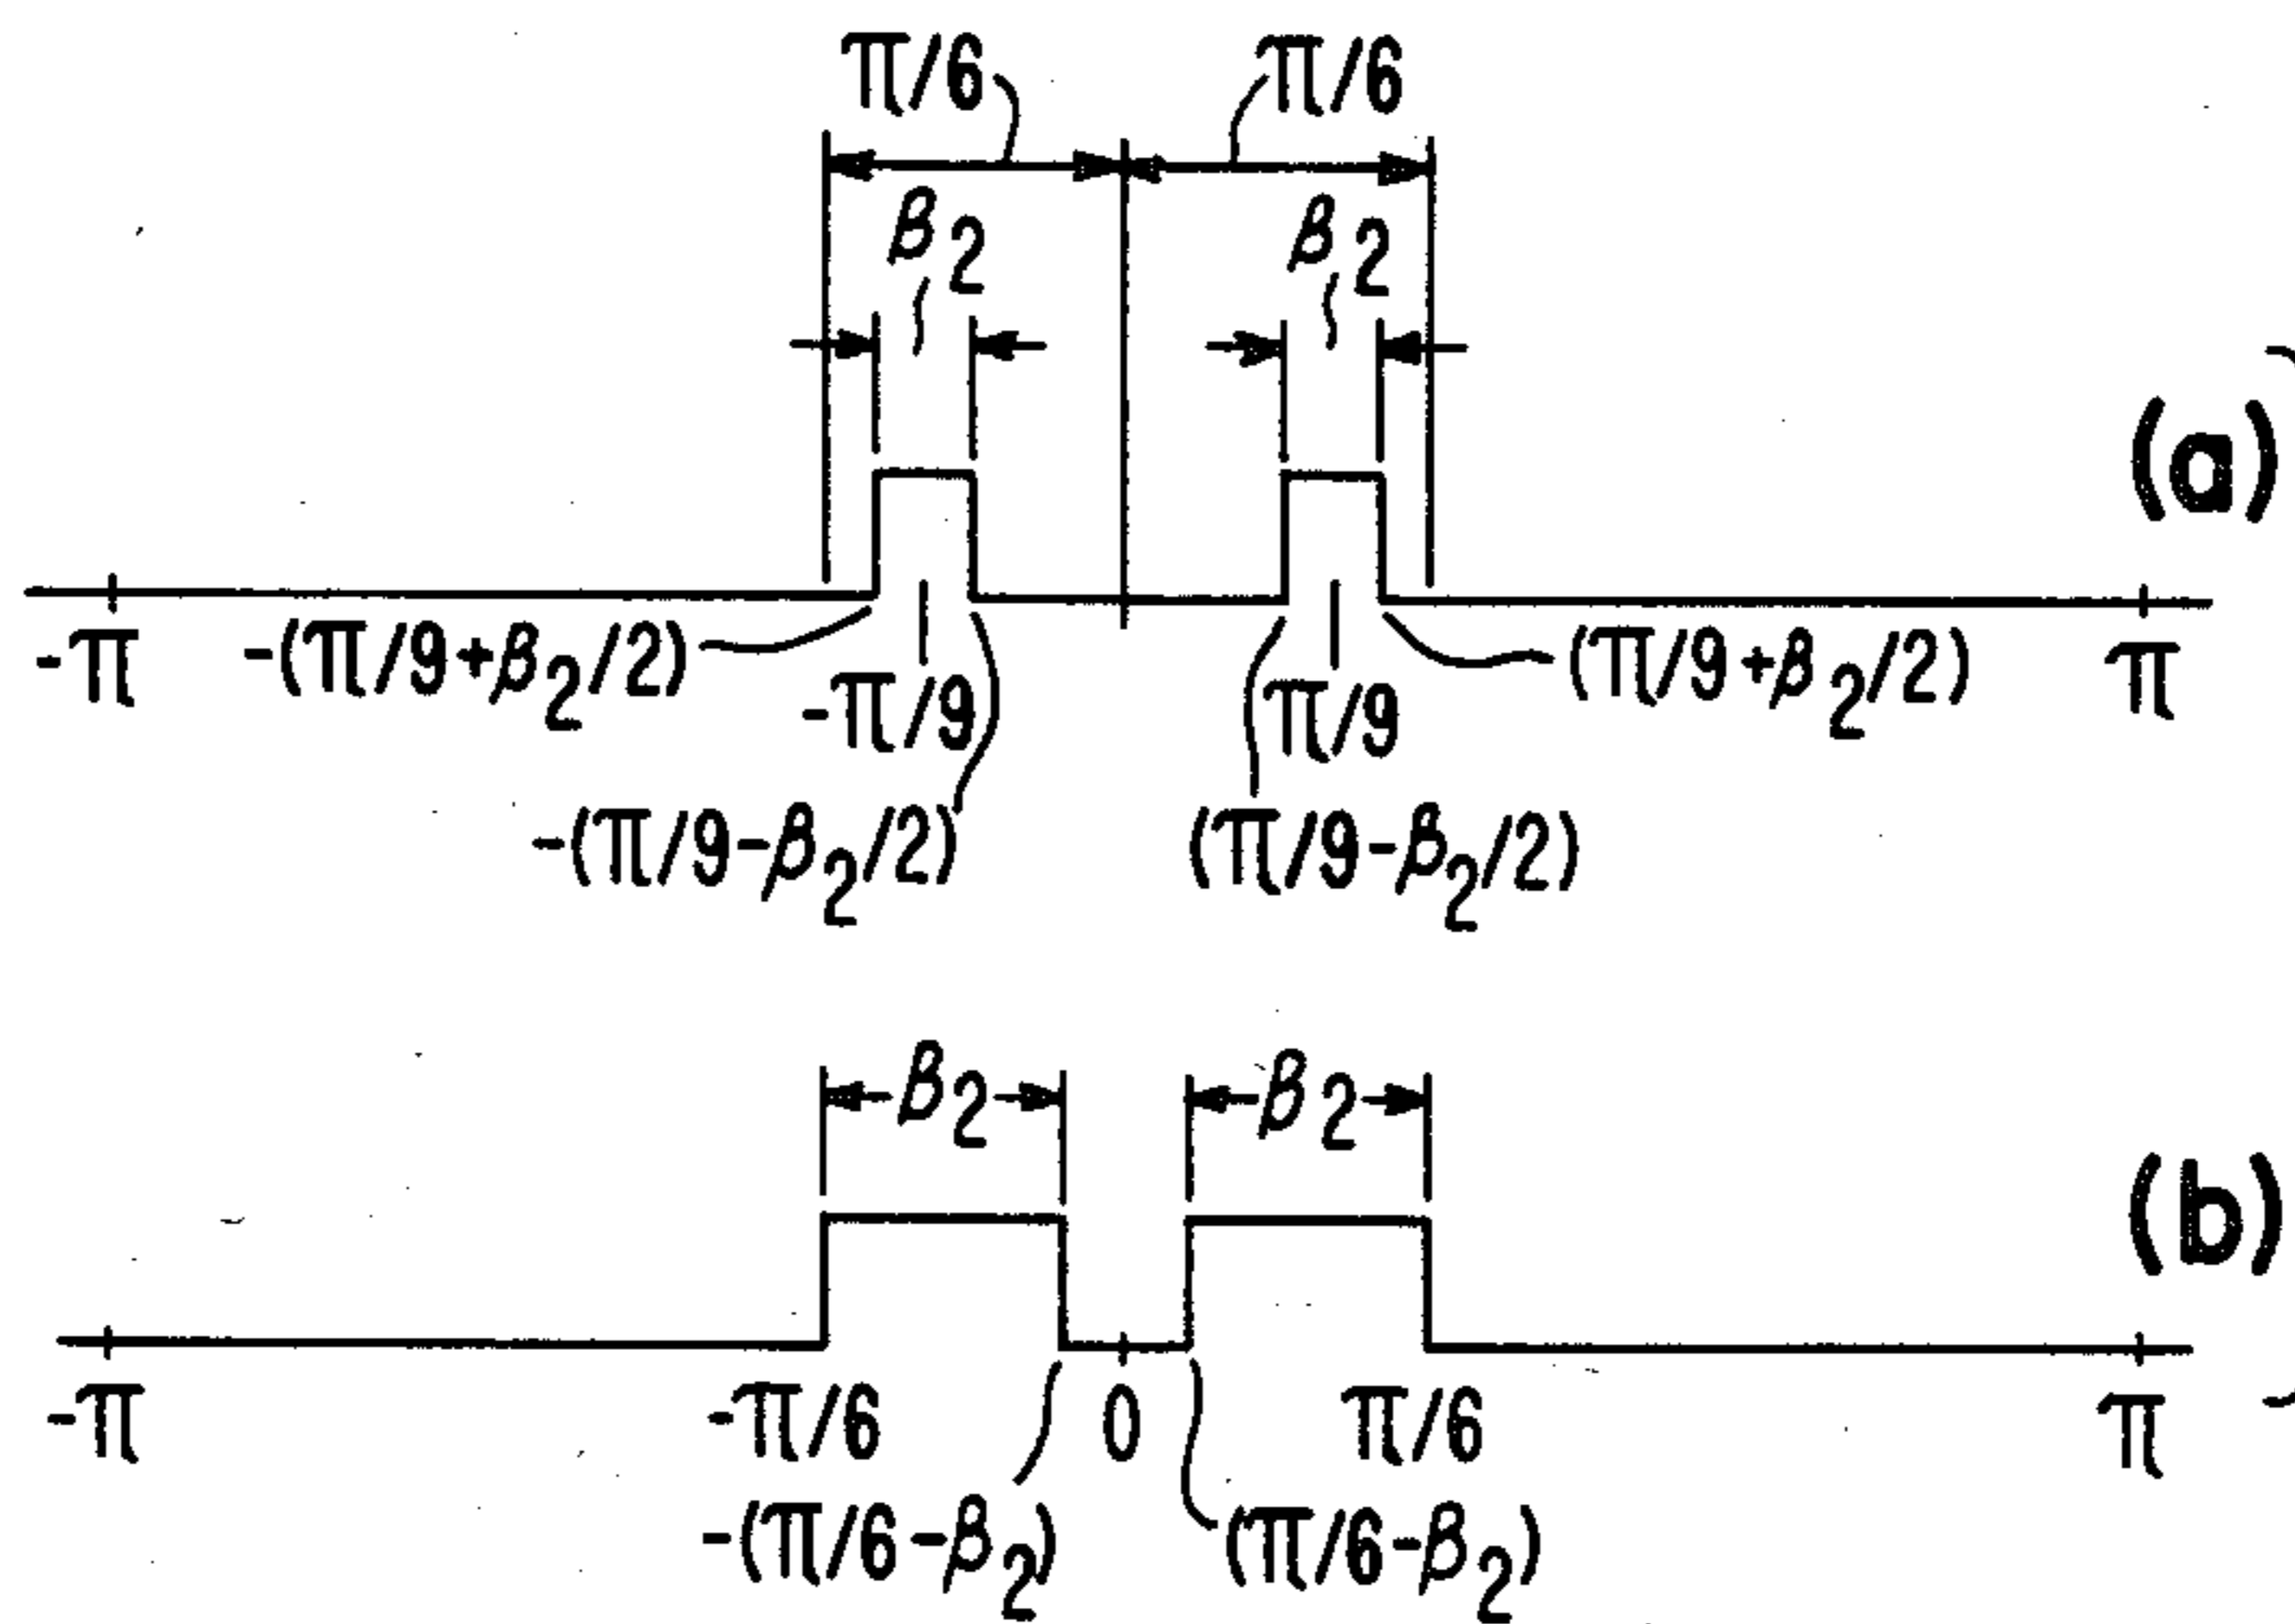 π/6 π/6
β2 β2
(a)
-π -(π/9+β2/2) -π/9 π/9 (π/9+β2/2) π
-(π/9-β2/2) (π/9-β2/2)
β2 β2
(b)
-π -π/6 0 π/6 π
-(π/6-β2) (π/6-β2)